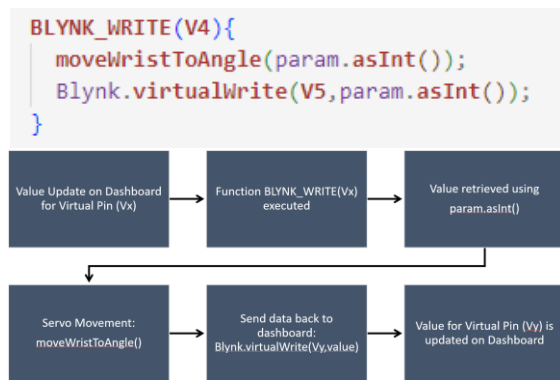 BLYNK_WRITE(V4){
moveWristToAngle(param.asInt());
Blynk.virtualWrite(V5,param.asInt());
}
Value Update on Dashboard
for Virtual Pin (Vx)
Function BLYNK_WRITE(Vx)
executed
Value retrieved using
param.asInt()
Servo Movement:
moveWristToAngle()
Send data back to
dashboard:
Blynk.virtualWrite(Vy,value)
Value for Virtual Pin (Vy) is
updated on Dashboard